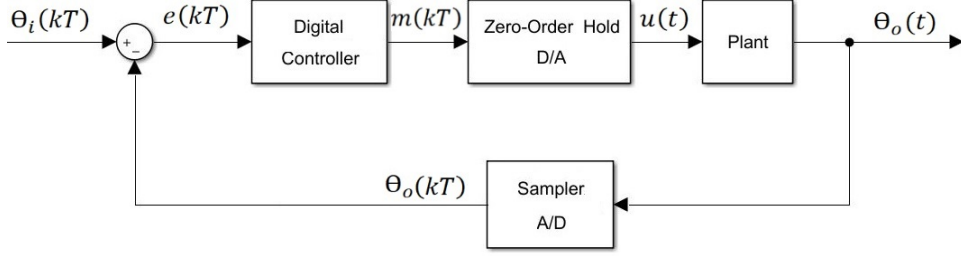 ϴᵢ(kT)
+
−
e(kT)
Digital
Controller
m(kT)
Zero-Order Hold
D/A
u(t)
Plant
ϴₒ(t)
ϴₒ(kT)
Sampler
A/D